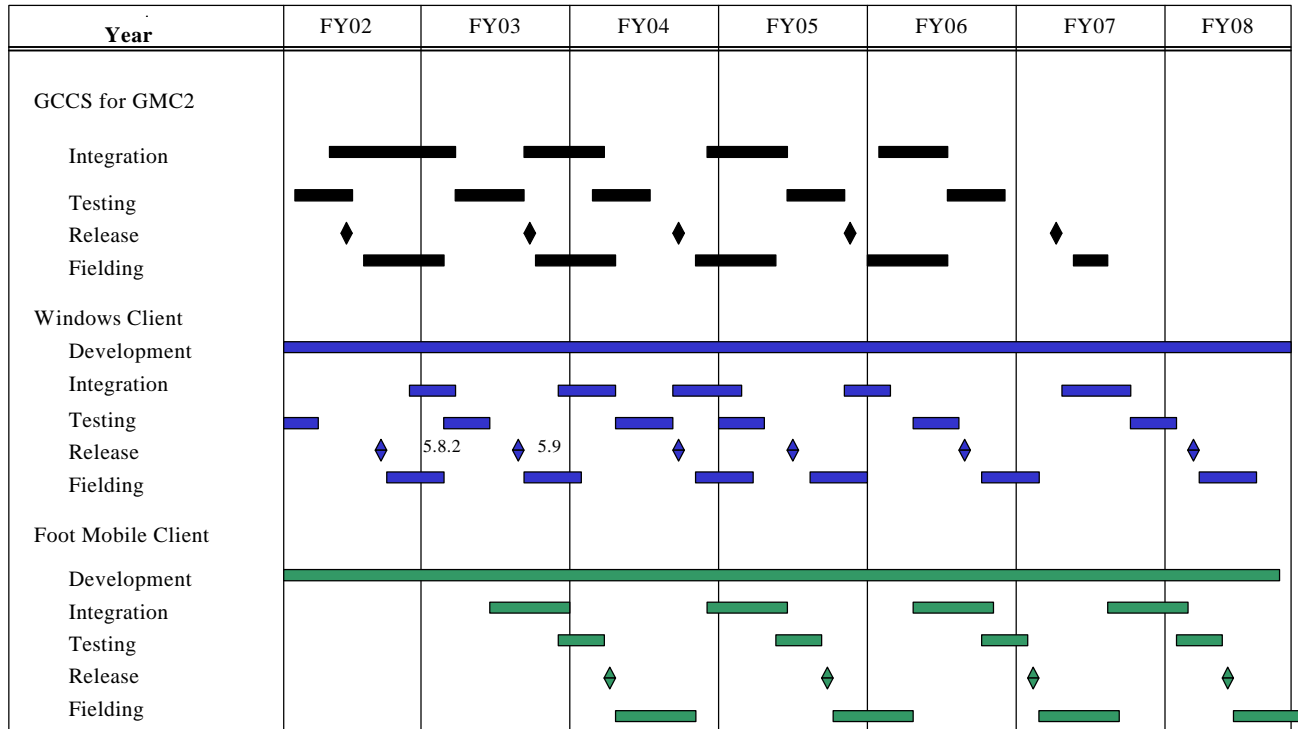 Year FY02 FY03 FY04 FY05 FY06 FY07 FY08
GCCS for GMC2
Integration
Testing
Release
Fielding
Windows Client
Development
Integration
Testing
Release 5.8.2 5.9
Fielding
Foot Mobile Client
Development
Integration
Testing
Release
Fielding